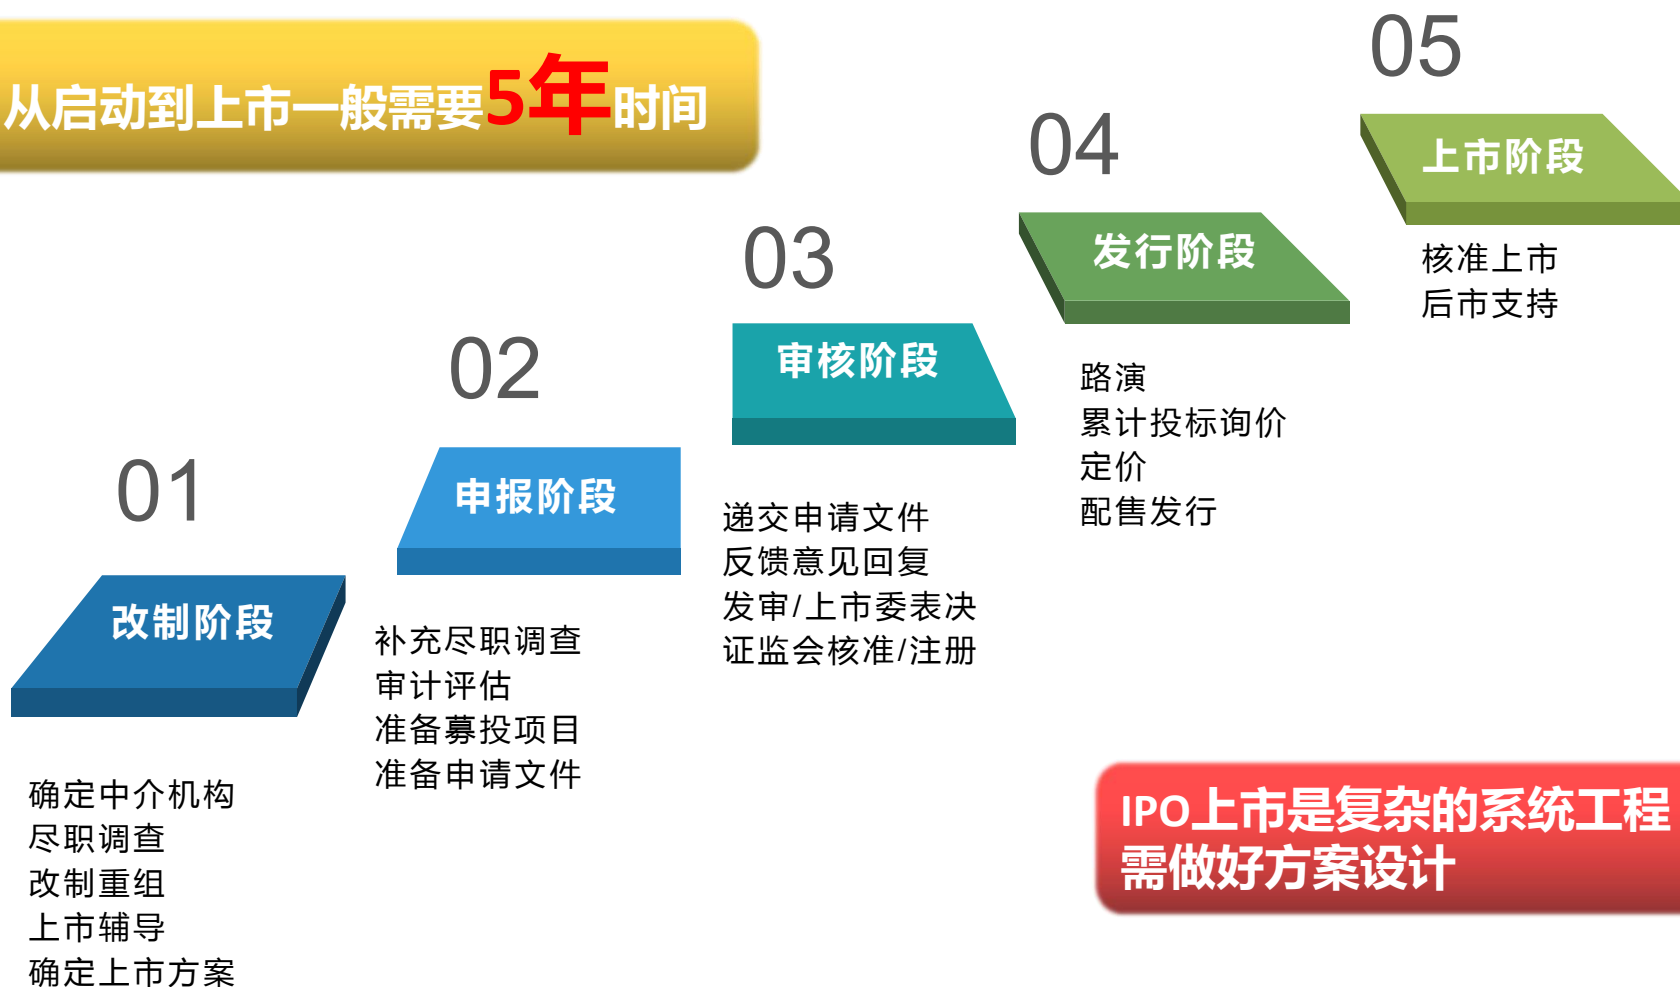 从启动到上市一般需要5年时间
01
改制阶段
确定中介机构
尽职调查
改制重组
上市辅导
确定上市方案
02
申报阶段
补充尽职调查
审计评估
准备募投项目
准备申请文件
03
审核阶段
递交申请文件
反馈意见回复
发审/上市委表决
证监会核准/注册
04
发行阶段
路演
累计投标询价
定价
配售发行
05
上市阶段
核准上市
后市支持
IPO上市是复杂的系统工程
需做好方案设计